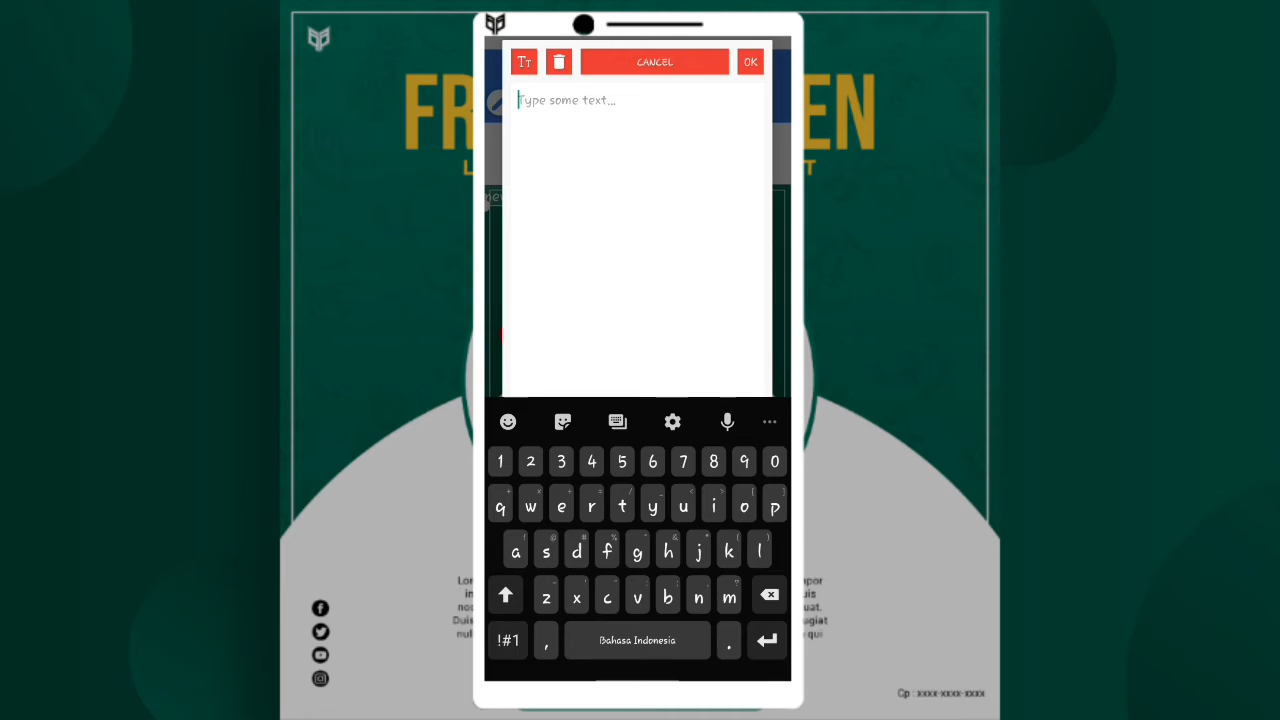 FR EN
L T
Tт CANCEL OK
Type some text...
1 2 3 4 5 6 7 8 9 0
q w e r t y u i o p
a s d f g h j k l
z x c v b n m
!#1 , Bahasa Indonesia .
Cp : xxxx-xxxx-xxxx